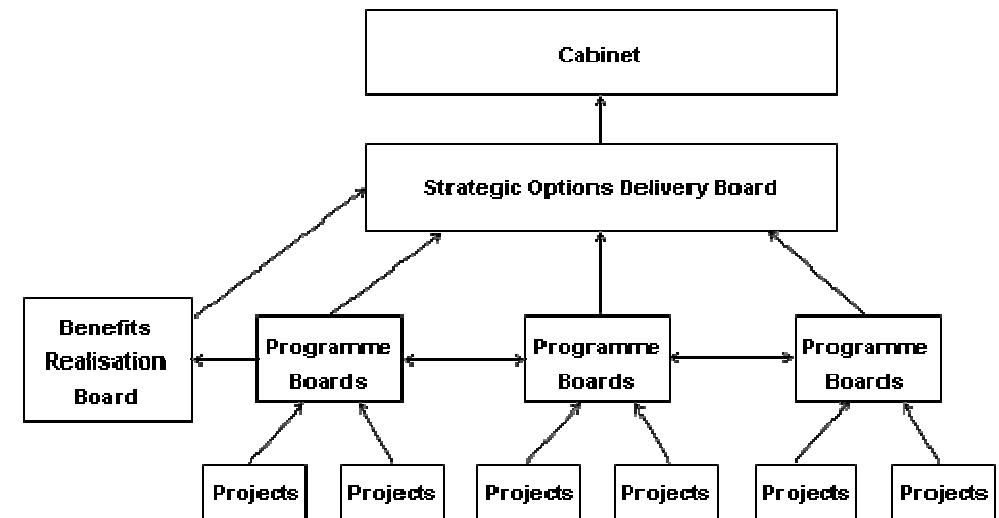 Cabinet
Strategic Options Delivery Board
Benefits
Realisation
Board
Programme
Boards
Programme
Boards
Programme
Boards
Projects
Projects
Projects
Projects
Projects
Projects